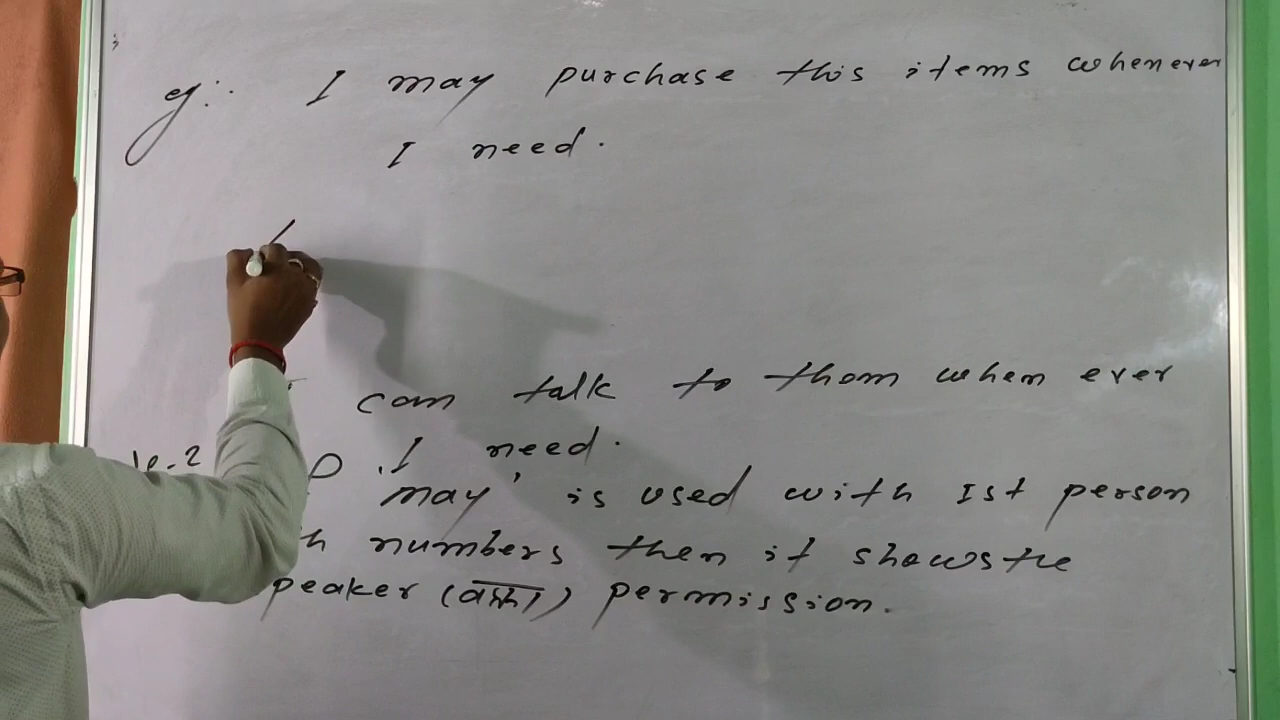 eg:. I may purchase this items whenever
I need.
can talk to them when ever
I need.
may' is used with Ist person
numbers then it shows the
peaker (वक्ता) permission.